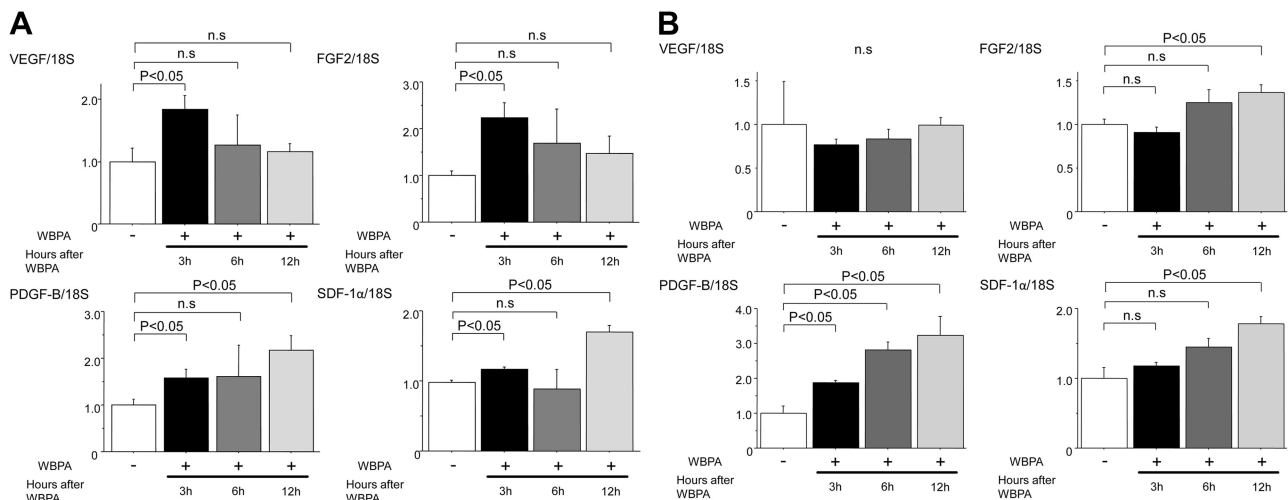 A
VEGF/18S
n.s
n.s
P<0.05
2.0
1.0
0
WBPA - + + +
Hours after
WBPA
3h 6h 12h
FGF2/18S
n.s
n.s
P<0.05
3.0
2.0
1.0
0
WBPA - + + +
Hours after
WBPA
3h 6h 12h
PDGF-B/18S
P<0.05
n.s
P<0.05
3.0
2.0
1.0
0
WBPA - + + +
Hours after
WBPA
3h 6h 12h
SDF-1α/18S
P<0.05
n.s
P<0.05
2.0
1.0
0
WBPA - + + +
Hours after
WBPA
3h 6h 12h
B
VEGF/18S
n.s
1.5
1.0
0.5
0
WBPA - + + +
Hours after
WBPA
3h 6h 12h
FGF2/18S
P<0.05
n.s
n.s
1.5
1.0
0.5
0
WBPA - + + +
Hours after
WBPA
3h 6h 12h
PDGF-B/18S
P<0.05
P<0.05
P<0.05
4.0
3.0
2.0
1.0
0
WBPA - + + +
Hours after
WBPA
3h 6h 12h
SDF-1α/18S
P<0.05
n.s
n.s
2.0
1.0
0
WBPA - + + +
Hours after
WBPA
3h 6h 12h